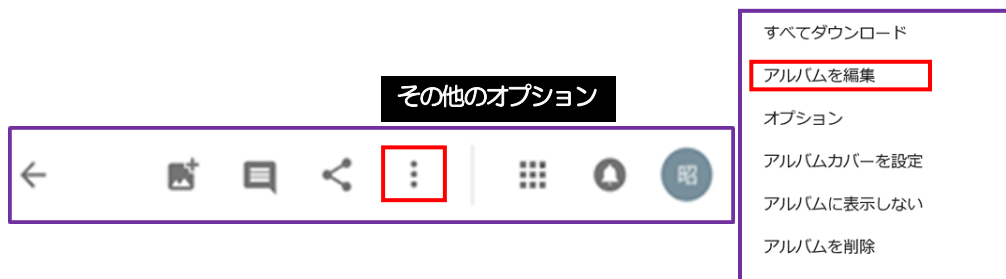 その他のオプション
昭
すべてダウンロード
アルバムを編集
オプション
アルバムカバーを設定
アルバムに表示しない
アルバムを削除